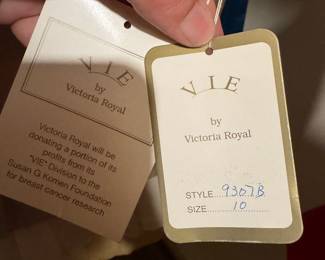 VIE
by
Victoria Royal
Victoria Royal will be
donating a portion of its
profits from its
"VIE" Division to the
Susan G Komen Foundation
for breast cancer research
VIE
by
Victoria Royal
STYLE....9307B
SIZE......10